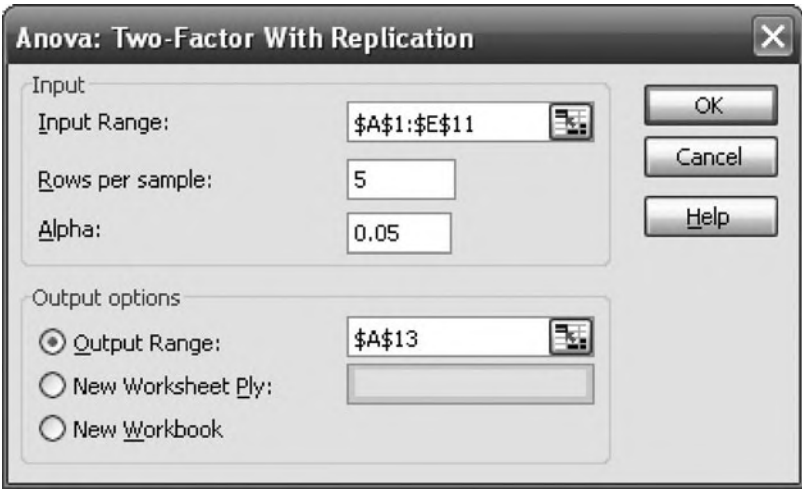 Anova: Two-Factor With Replication
Input
Input Range:
$A$1:$E$11
Rows per sample:
5
Alpha:
0.05
OK
Cancel
Help
Output options
Output Range:
$A$13
New Worksheet Ply:
New Workbook